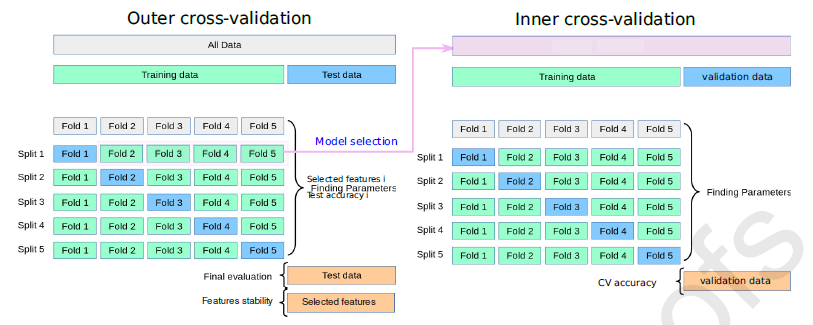 Outer cross-validation
All Data
Training data
Test data
Fold 1 Fold 2 Fold 3 Fold 4 Fold 5
Split 1 Fold 1 Fold 2 Fold 3 Fold 4 Fold 5
Split 2 Fold 1 Fold 2 Fold 3 Fold 4 Fold 5
Split 3 Fold 1 Fold 2 Fold 3 Fold 4 Fold 5
Split 4 Fold 1 Fold 2 Fold 3 Fold 4 Fold 5
Split 5 Fold 1 Fold 2 Fold 3 Fold 4 Fold 5
Model selection
Selected features i
Finding Parameters
Test accuracy i
Final evaluation Test data
Features stability Selected features
Inner cross-validation
Training data
validation data
Fold 1 Fold 2 Fold 3 Fold 4 Fold 5
Split 1 Fold 1 Fold 2 Fold 3 Fold 4 Fold 5
Split 2 Fold 1 Fold 2 Fold 3 Fold 4 Fold 5
Split 3 Fold 1 Fold 2 Fold 3 Fold 4 Fold 5
Split 4 Fold 1 Fold 2 Fold 3 Fold 4 Fold 5
Split 5 Fold 1 Fold 2 Fold 3 Fold 4 Fold 5
Finding Parameters
CV accuracy validation data
ofs